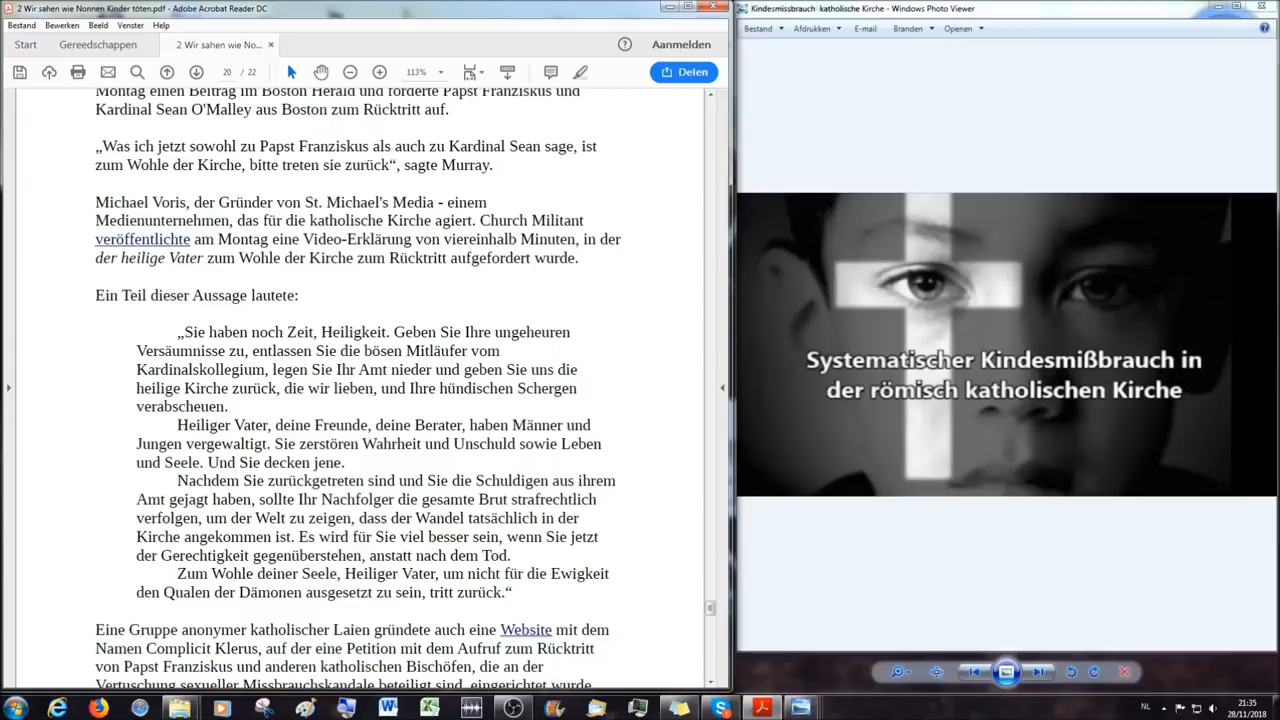 2 Wir sahen wie Nonnen Kinder töten.pdf - Adobe Acrobat Reader DC
Bestand Bewerken Beeld Venster Help
Start Gereedschappen 2 Wir sahen wie No... × Aanmelden
20 / 22 113% Delen
Montag einen Beitrag im Boston Herald und forderte Papst Franziskus und
Kardinal Sean O'Malley aus Boston zum Rücktritt auf.
„Was ich jetzt sowohl zu Papst Franziskus als auch zu Kardinal Sean sage, ist
zum Wohle der Kirche, bitte treten sie zurück“, sagte Murray.
Michael Voris, der Gründer von St. Michael's Media - einem
Medienunternehmen, das für die katholische Kirche agiert. Church Militant
veröffentlichte am Montag eine Video-Erklärung von viereinhalb Minuten, in der
der heilige Vater zum Wohle der Kirche zum Rücktritt aufgefordert wurde.
Ein Teil dieser Aussage lautete:
„Sie haben noch Zeit, Heiligkeit. Geben Sie Ihre ungeheuren
Versäumnisse zu, entlassen Sie die bösen Mitläufer vom
Kardinalskollegium, legen Sie Ihr Amt nieder und geben Sie uns die
heilige Kirche zurück, die wir lieben, und Ihre hündischen Schergen
verabscheuen.
Heiliger Vater, deine Freunde, deine Berater, haben Männer und
Jungen vergewaltigt. Sie zerstören Wahrheit und Unschuld sowie Leben
und Seele. Und Sie decken jene.
Nachdem Sie zurückgetreten sind und Sie die Schuldigen aus ihrem
Amt gejagt haben, sollte Ihr Nachfolger die gesamte Brut strafrechtlich
verfolgen, um der Welt zu zeigen, dass der Wandel tatsächlich in der
Kirche angekommen ist. Es wird für Sie viel besser sein, wenn Sie jetzt
der Gerechtigkeit gegenüberstehen, anstatt nach dem Tod.
Zum Wohle deiner Seele, Heiliger Vater, um nicht für die Ewigkeit
den Qualen der Dämonen ausgesetzt zu sein, tritt zurück.“
Eine Gruppe anonymer katholischer Laien gründete auch eine Website mit dem
Namen Complicit Klerus, auf der eine Petition mit dem Aufruf zum Rücktritt
von Papst Franziskus und anderen katholischen Bischöfen, die an der
Vertuschung sexueller Missbrauchsskandale beteiligt sind, eingerichtet wurde
Kindesmissbrauch katholische Kirche - Windows Photo Viewer
Bestand Afdrukken E-mail Branden Openen
Systematischer Kindesmißbrauch in
der römisch katholischen Kirche
NL 21:35
28/11/2018